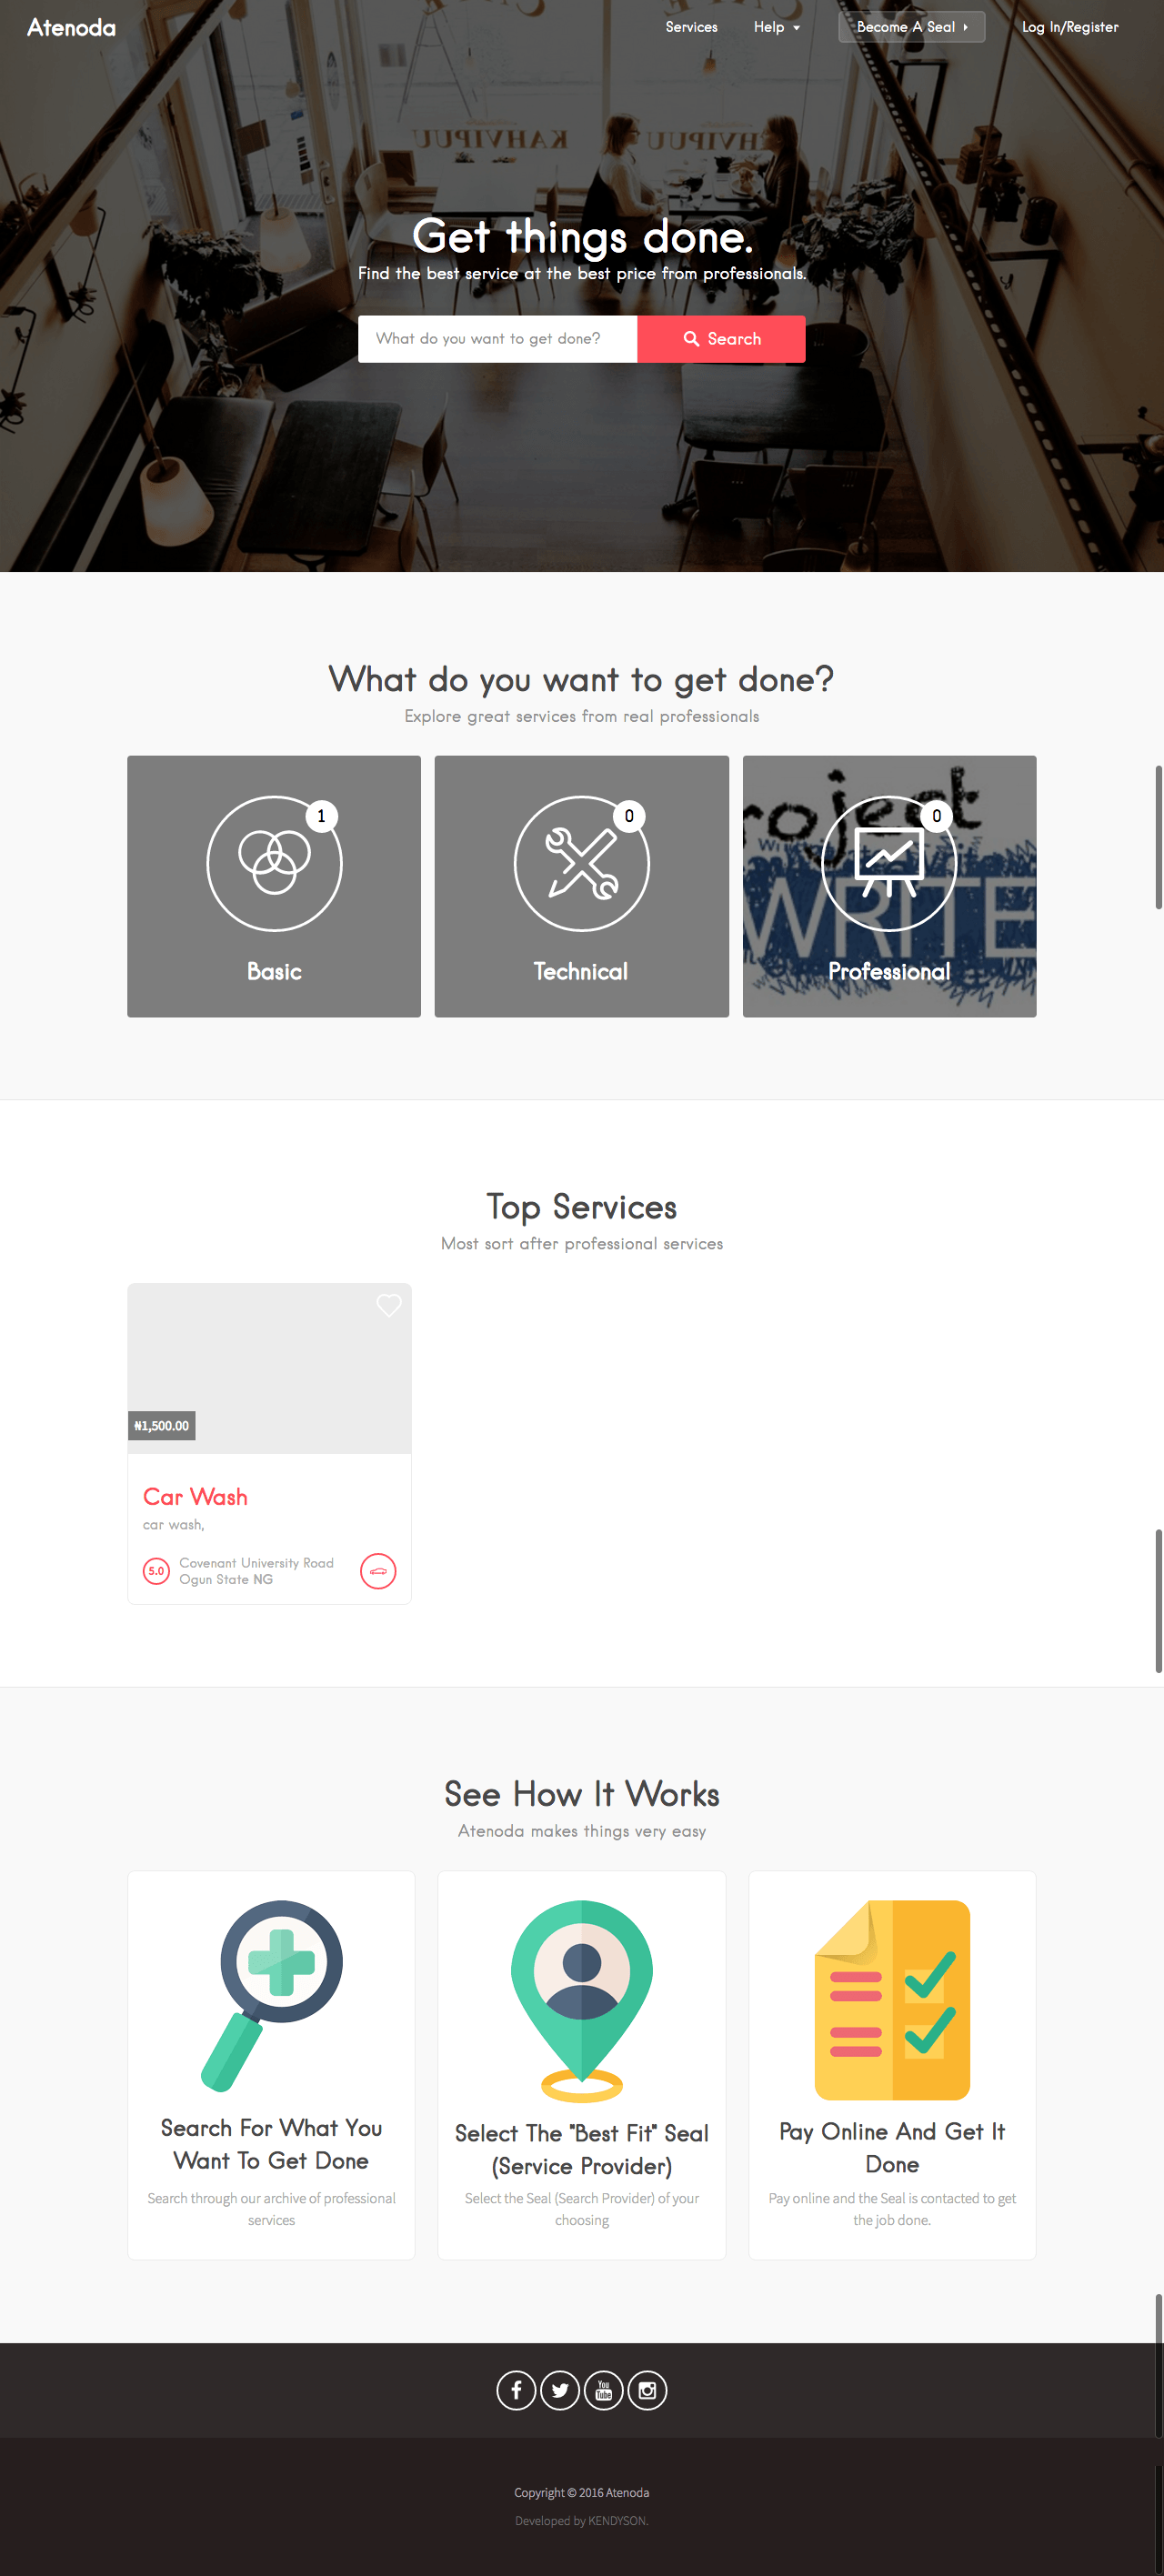 Atenoda
Services
Help
Become A Seal
Log In/Register
KAHVIPUU
KAHVIPUU
Get things done.
Find the best service at the best price from professionals.
What do you want to get done?
Search
What do you want to get done?
Explore great services from real professionals
1
0
0
roject
WRITE
Basic
Technical
Professional
Top Services
Most sort after professional services
₦1,500.00
Car Wash
car wash,
5.0
Covenant University Road
Ogun State NG
See How It Works
Atenoda makes things very easy
Search For What You
Want To Get Done
Search through our archive of professional
services
Select The "Best Fit" Seal
(Service Provider)
Select the Seal (Search Provider) of your
choosing
Pay Online And Get It
Done
Pay online and the Seal is contacted to get
the job done.
You
Tube
Copyright © 2016 Atenoda
Developed by KENDYSON.